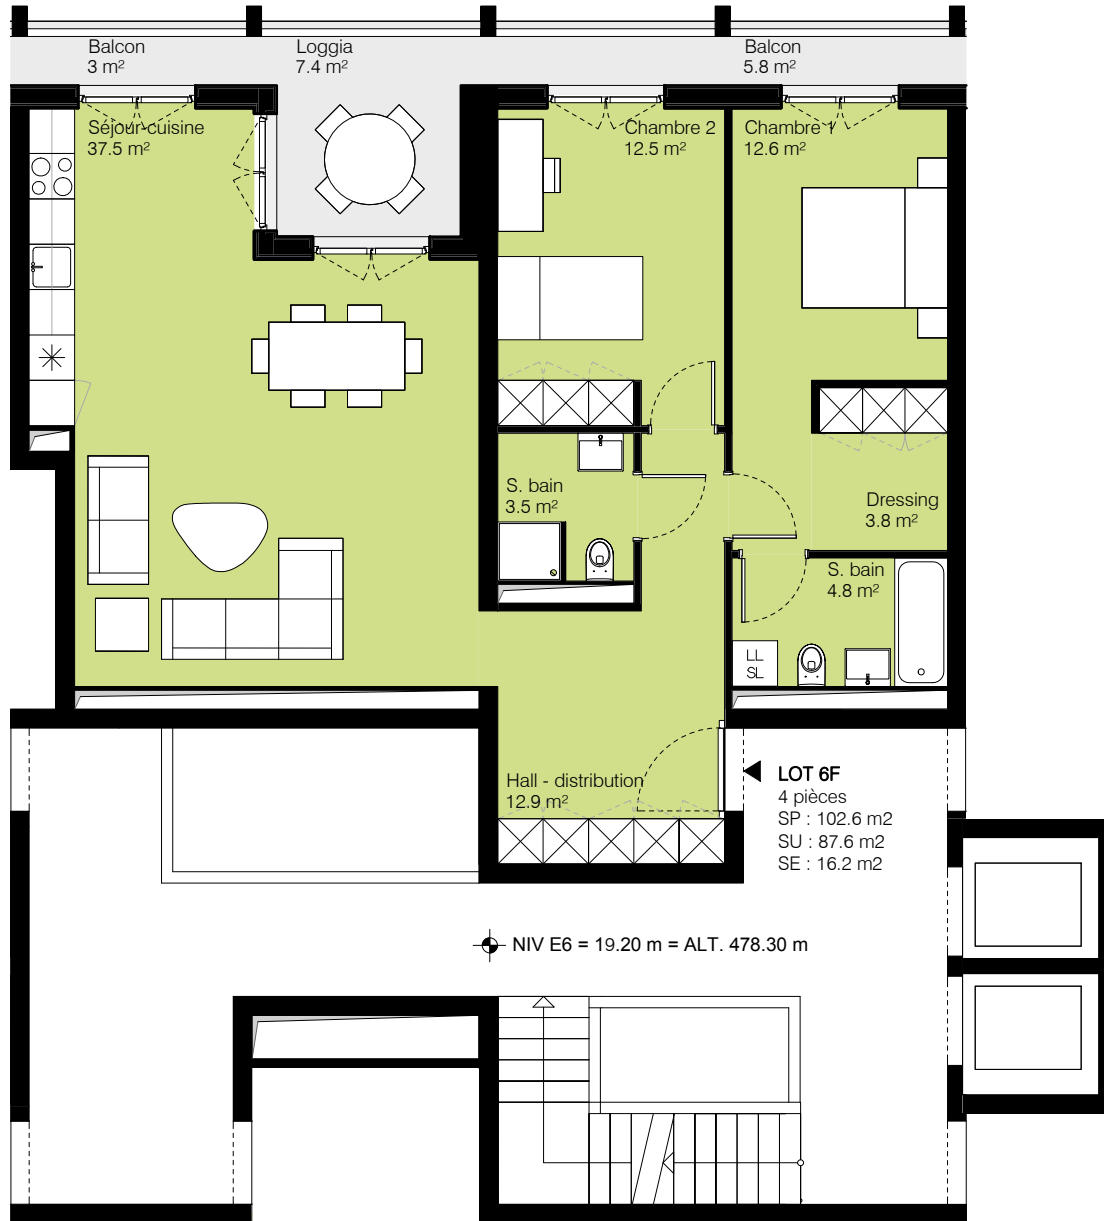 Balcon
3 m²
Loggia
7.4 m²
Balcon
5.8 m²
Séjour-cuisine
37.5 m²
Chambre 2
12.5 m²
Chambre 1
12.6 m²
S. bain
3.5 m²
Dressing
3.8 m²
S. bain
4.8 m²
LL
SL
Hall - distribution
12.9 m²
LOT 6F
4 pièces
SP : 102.6 m2
SU : 87.6 m2
SE : 16.2 m2
NIV E6 = 19.20 m = ALT. 478.30 m